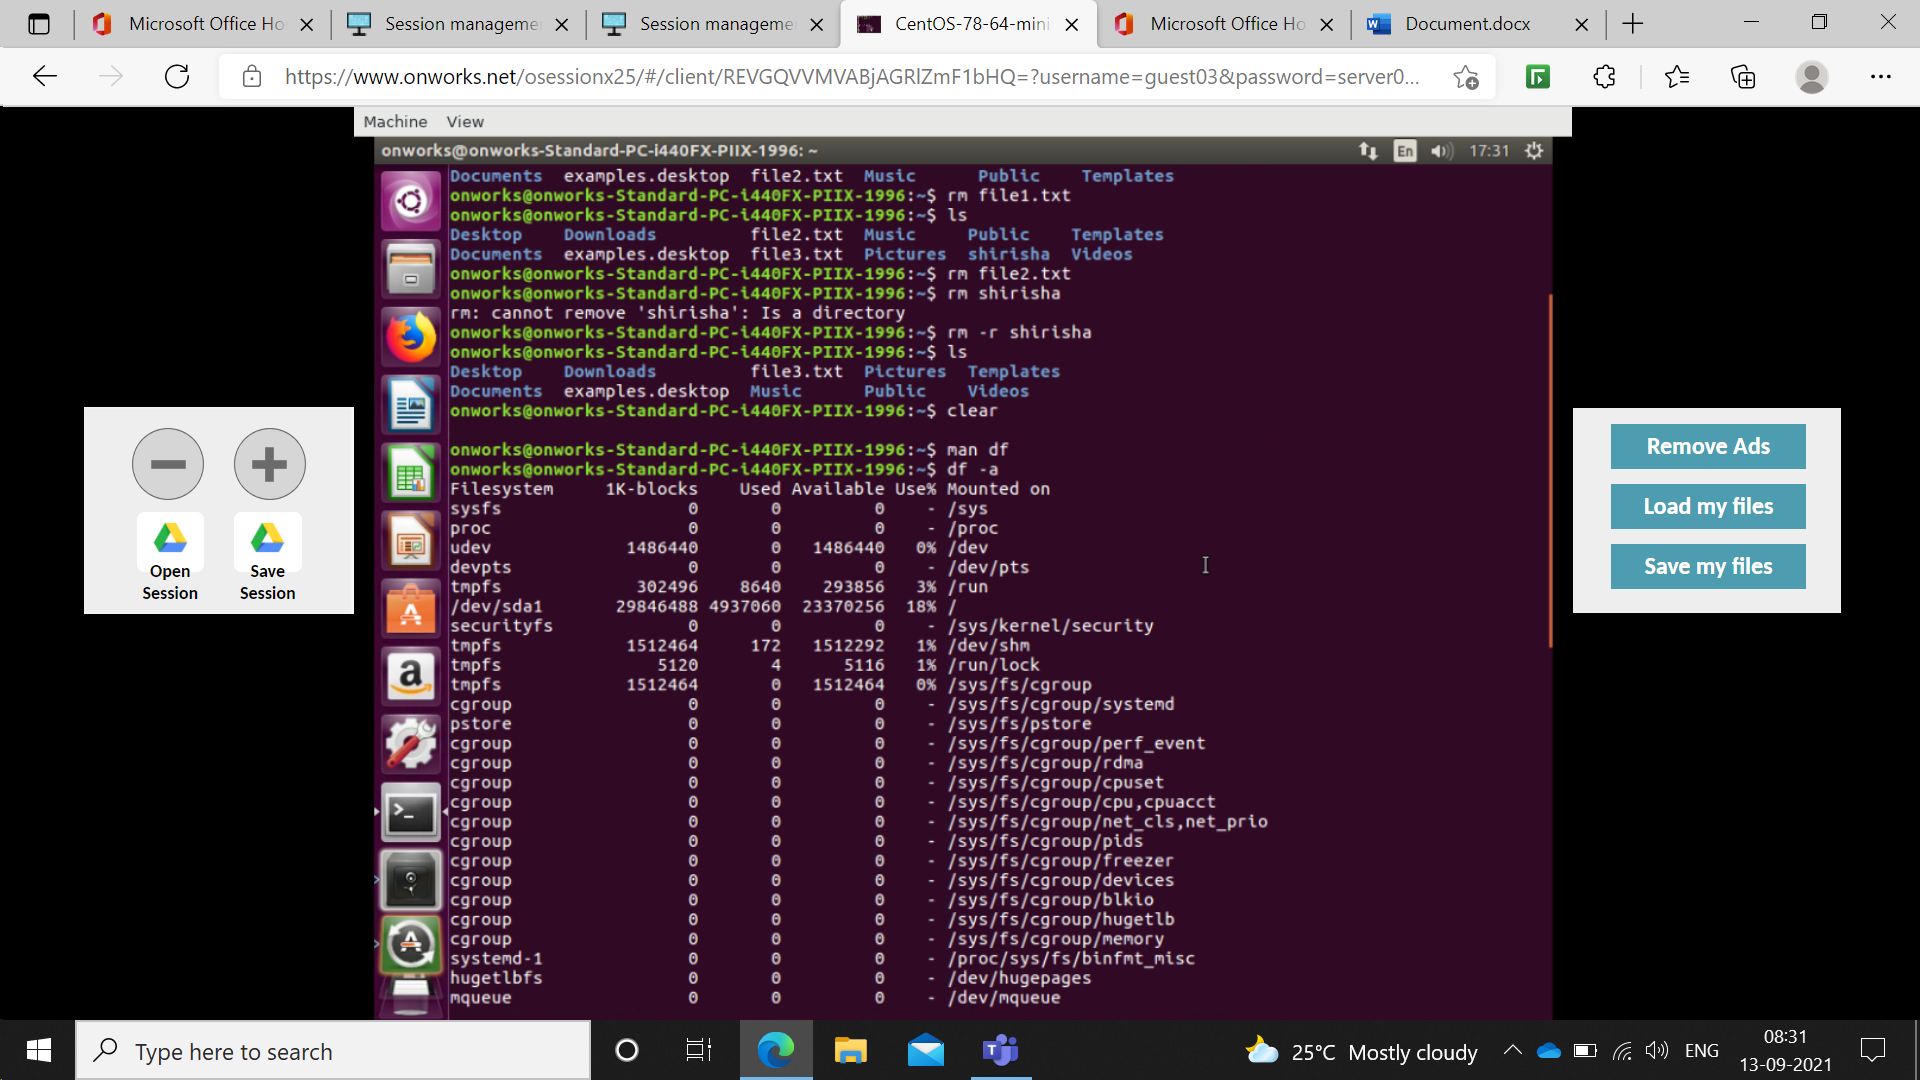 Microsoft Office Ho
Session manageme
Session manageme
CentOS-78-64-mini
Microsoft Office Ho
Document.docx
https://www.onworks.net/osessionx25/#/client/REVGQVVMVABjAGRlZmF1bHQ=?username=guest03&password=server0...
Machine View
onworks@onworks-Standard-PC-i440FX-PIIX-1996: ~
En 17:31
Documents examples.desktop file2.txt Music Public Templates
onworks@onworks-Standard-PC-i440FX-PIIX-1996:~$ rm file1.txt
onworks@onworks-Standard-PC-i440FX-PIIX-1996:~$ ls
Desktop Downloads file2.txt Music Public Templates
Documents examples.desktop file3.txt Pictures shirisha Videos
onworks@onworks-Standard-PC-i440FX-PIIX-1996:~$ rm file2.txt
onworks@onworks-Standard-PC-i440FX-PIIX-1996:~$ rm shirisha
rm: cannot remove 'shirisha': Is a directory
onworks@onworks-Standard-PC-i440FX-PIIX-1996:~$ rm -r shirisha
onworks@onworks-Standard-PC-i440FX-PIIX-1996:~$ ls
Desktop Downloads file3.txt Pictures Templates
Documents examples.desktop Music Public Videos
onworks@onworks-Standard-PC-i440FX-PIIX-1996:~$ clear
onworks@onworks-Standard-PC-i440FX-PIIX-1996:~$ man df
onworks@onworks-Standard-PC-i440FX-PIIX-1996:~$ df -a
Filesystem 1K-blocks Used Available Use% Mounted on
sysfs 0 0 0 - /sys
proc 0 0 0 - /proc
udev 1486440 0 1486440 0% /dev
devpts 0 0 0 - /dev/pts
tmpfs 302496 8640 293856 3% /run
/dev/sda1 29846488 4937060 23370256 18% /
securityfs 0 0 0 - /sys/kernel/security
tmpfs 1512464 172 1512292 1% /dev/shm
tmpfs 5120 4 5116 1% /run/lock
tmpfs 1512464 0 1512464 0% /sys/fs/cgroup
cgroup 0 0 0 - /sys/fs/cgroup/systemd
pstore 0 0 0 - /sys/fs/pstore
cgroup 0 0 0 - /sys/fs/cgroup/perf_event
cgroup 0 0 0 - /sys/fs/cgroup/rdma
cgroup 0 0 0 - /sys/fs/cgroup/cpuset
cgroup 0 0 0 - /sys/fs/cgroup/cpu,cpuacct
cgroup 0 0 0 - /sys/fs/cgroup/net_cls,net_prio
cgroup 0 0 0 - /sys/fs/cgroup/pids
cgroup 0 0 0 - /sys/fs/cgroup/freezer
cgroup 0 0 0 - /sys/fs/cgroup/devices
cgroup 0 0 0 - /sys/fs/cgroup/blkio
cgroup 0 0 0 - /sys/fs/cgroup/hugetlb
cgroup 0 0 0 - /sys/fs/cgroup/memory
systemd-1 0 0 0 - /proc/sys/fs/binfmt_misc
hugetlbfs 0 0 0 - /dev/hugepages
mqueue 0 0 0 - /dev/mqueue
Open Session
Save Session
Remove Ads
Load my files
Save my files
Type here to search
25°C Mostly cloudy
ENG
08:31
13-09-2021